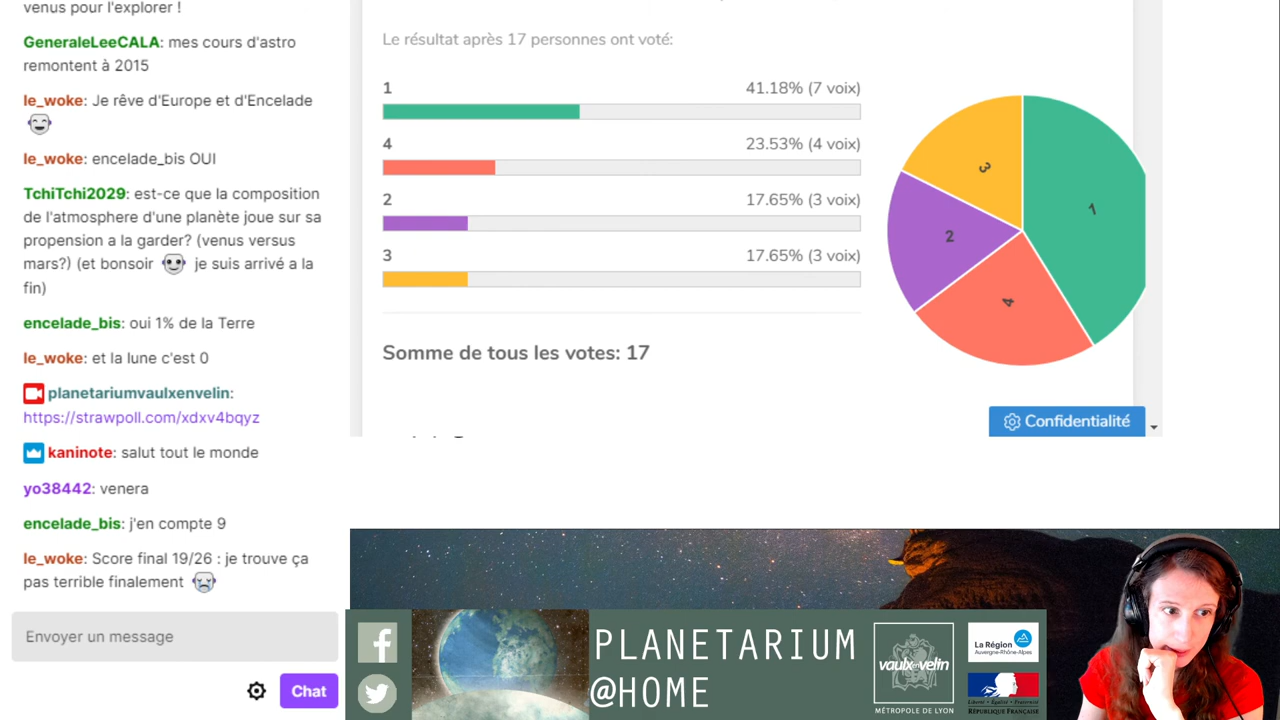 venus pour l'explorer !
GeneraleLeeCALA: mes cours d'astro
remontent à 2015
le_woke: Je rêve d'Europe et d'Encelade
le_woke: encelade_bis OUI
TchiTchi2029: est-ce que la composition
de l'atmosphere d'une planète joue sur sa
propension a la garder? (venus versus
mars?) (et bonsoir je suis arrivé a la
fin)
encelade_bis: oui 1% de la Terre
le_woke: et la lune c'est 0
planetariumvaulxenvelin:
https://strawpoll.com/xdxv4bqyz
kaninote: salut tout le monde
yo38442: venera
encelade_bis: j'en compte 9
le_woke: Score final 19/26 : je trouve ça
pas terrible finalement
Envoyer un message
Chat
Le résultat après 17 personnes ont voté:
1 41.18% (7 voix)
4 23.53% (4 voix)
2 17.65% (3 voix)
3 17.65% (3 voix)
Somme de tous les votes: 17
3
1
2
4
Confidentialité
PLANETARIUM
@HOME
vaulx en velin
MÉTROPOLE DE LYON
La Région
Auvergne-Rhône-Alpes
Liberté • Égalité • Fraternité
RÉPUBLIQUE FRANÇAISE